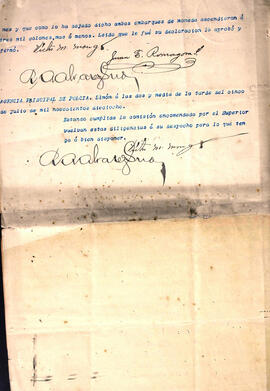 mes y que como lo ha dejado dicho ambos embarques de moneda ascendieron á
tres mil colones, mas ó menos. Leida que le fué su declaracion la aprobó y
firmó.
Juan E. Romagosa
AGENCIA PRINCIPAL DE POLICIA. Limón á las dos y media de la tarde del cinco
de julio de mil novecientos dieciocho.
Estando cumplida la comisión encomendada por el Superior
vuelvan estas diligencias á su despacho para lo que ten
ga á bien disponer.